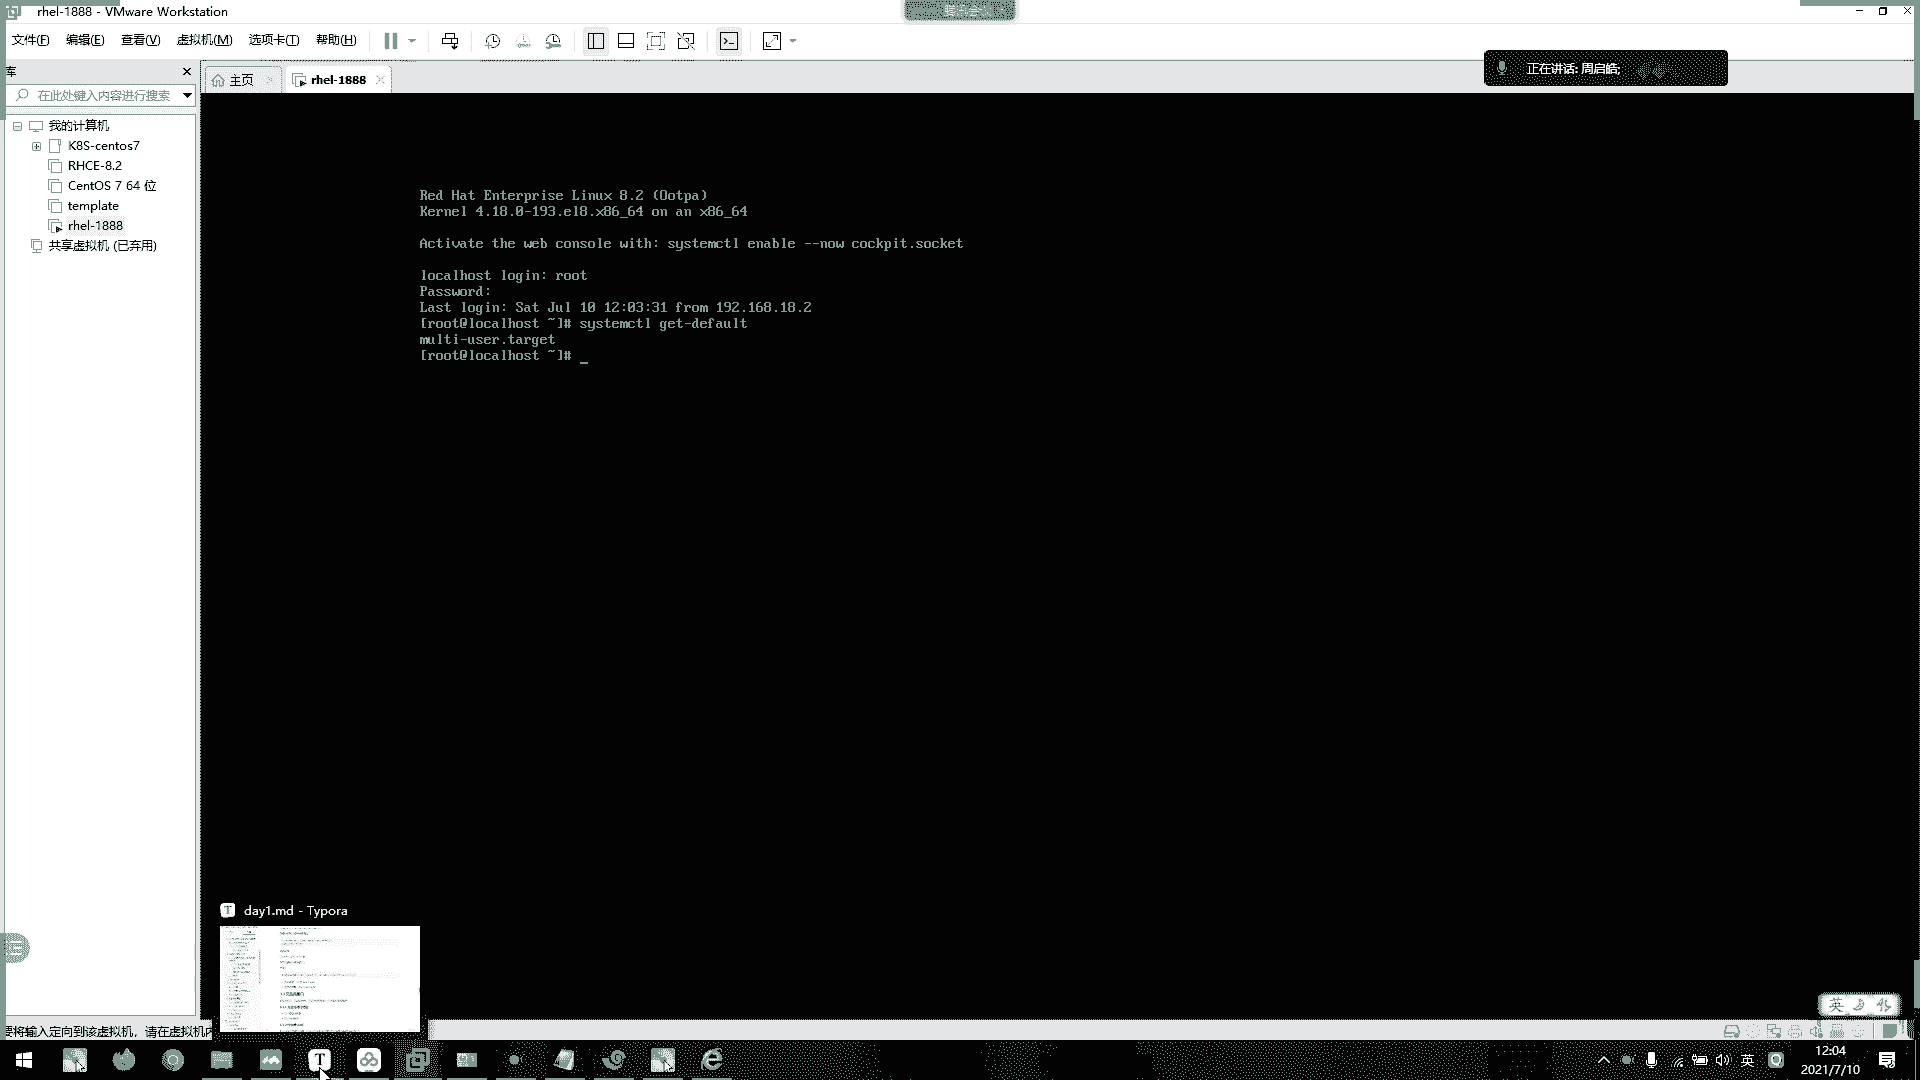 rhel-1888 - VMware Workstation
文件(F) 编辑(E) 查看(V) 虚拟机(M) 选项卡(T) 帮助(H)
正在讲话: 周启皓;
库
主页
rhel-1888
在此处键入内容进行搜索
我的计算机
K8S-centos7
RHCE-8.2
CentOS 7 64 位
template
rhel-1888
共享虚拟机 (已弃用)
Red Hat Enterprise Linux 8.2 (Ootpa)
Kernel 4.18.0-193.el8.x86_64 on an x86_64
Activate the web console with: systemctl enable --now cockpit.socket
localhost login: root
Password:
Last login: Sat Jul 10 12:03:31 from 192.168.18.2
[root@localhost ~]# systemctl get-default
multi-user.target
[root@localhost ~]# _
day1.md - Typora
英
要将输入定向到该虚拟机，请在虚拟机内
英
12:04
2021/7/10